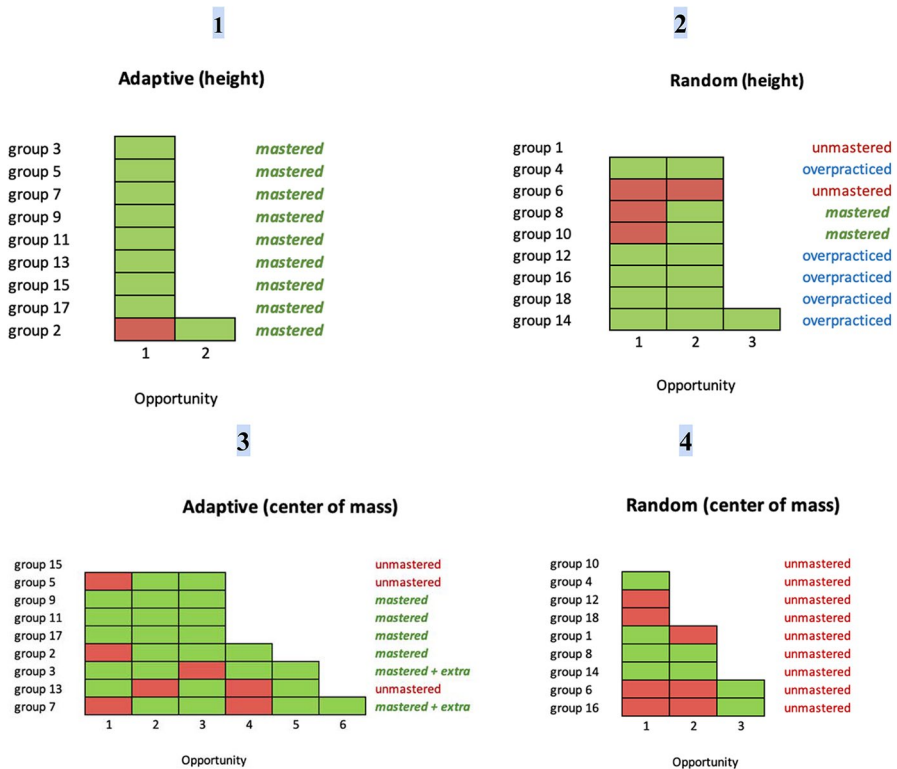 1
Adaptive (height)
group 3 mastered
group 5 mastered
group 7 mastered
group 9 mastered
group 11 mastered
group 13 mastered
group 15 mastered
group 17 mastered
group 2 mastered
1 2
Opportunity
2
Random (height)
group 1 unmastered
group 4 overpracticed
group 6 unmastered
group 8 mastered
group 10 mastered
group 12 overpracticed
group 16 overpracticed
group 18 overpracticed
group 14 overpracticed
1 2 3
Opportunity
3
Adaptive (center of mass)
group 15 unmastered
group 5 unmastered
group 9 mastered
group 11 mastered
group 17 mastered
group 2 mastered
group 3 mastered + extra
group 13 unmastered
group 7 mastered + extra
1 2 3 4 5 6
Opportunity
4
Random (center of mass)
group 10 unmastered
group 4 unmastered
group 12 unmastered
group 18 unmastered
group 1 unmastered
group 8 unmastered
group 14 unmastered
group 6 unmastered
group 16 unmastered
1 2 3
Opportunity